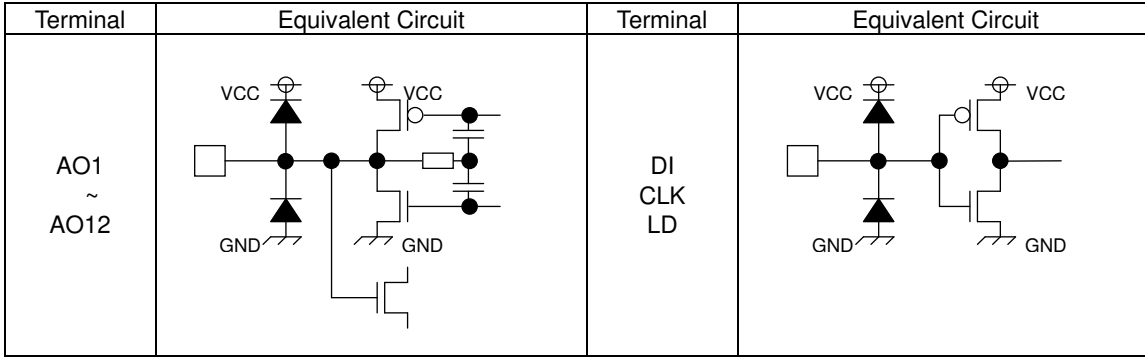 Terminal Equivalent Circuit Terminal Equivalent Circuit
VCC VCC VCC VCC
AO1
~
AO12
DI
CLK
LD
GND GND GND GND